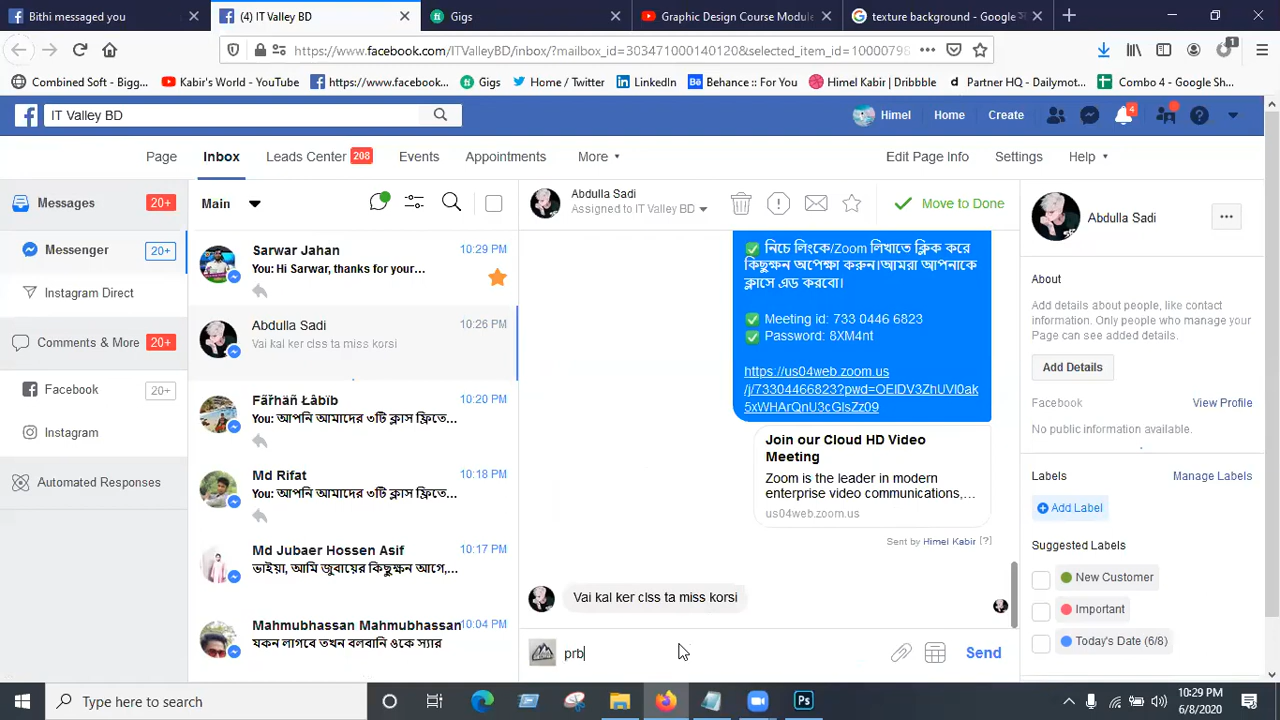 Bithi messaged you
(4) IT Valley BD
Gigs
Graphic Design Course Module
texture background - Google স
https://www.facebook.com/ITValleyBD/inbox/?mailbox_id=303471000140120&selected_item_id=10000798
Combined Soft - Bigg...
Kabir's World - YouTube
https://www.facebook...
Gigs
Home / Twitter
LinkedIn
Behance :: For You
Himel Kabir | Dribbble
Partner HQ - Dailymot...
Combo 4 - Google Sh...
IT Valley BD
Himel
Home
Create
4
Page
Inbox
Leads Center 208
Events
Appointments
More
Edit Page Info
Settings
Help
Messages 20+
Messenger 20+
Instagram Direct
Comments & Mo 20+
Facebook 20+
Instagram
Automated Responses
Main
Sarwar Jahan 10:29 PM
You: Hi Sarwar, thanks for your...
Abdulla Sadi 10:26 PM
Vai kal ker clss ta miss korsi
Fãřhäñ Łâbïb 10:20 PM
You: আপনি আমাদের ৩টি ক্লাস ফ্রিতে...
Md Rifat 10:18 PM
You: আপনি আমাদের ৩টি ক্লাস ফ্রিতে...
Md Jubaer Hossen Asif 10:17 PM
ভাইয়া, আমি জুবায়ের কিছুক্ষন আগে,...
Mahmubhassan Mahmubhassan 10:04 PM
যকন লাগবে তখন বলবানি ওকে স্যার
Abdulla Sadi
Assigned to IT Valley BD
Move to Done
✅ নিচে লিংকে/Zoom লিখাতে ক্লিক করে
কিছুক্ষন অপেক্ষা করুন।আমরা আপনাকে
ক্লাসে এড করবো।
✅ Meeting id: 733 0446 6823
✅ Password: 8XM4nt
https://us04web.zoom.us
/j/73304466823?pwd=OEIDV3ZhUVI0ak
5xWHArQnU3cGlsZz09
Join our Cloud HD Video
Meeting
Zoom is the leader in modern
enterprise video communications,...
us04web.zoom.us
Sent by Himel Kabir [?]
Vai kal ker clss ta miss korsi
prb
Send
Abdulla Sadi
About
Add details about people, like contact
information. Only people who manage your
Page can see added details.
Add Details
Facebook
View Profile
No public information available.
Labels
Manage Labels
Add Label
Suggested Labels
New Customer
Important
Today's Date (6/8)
Type here to search
Ps
10:29 PM
6/8/2020